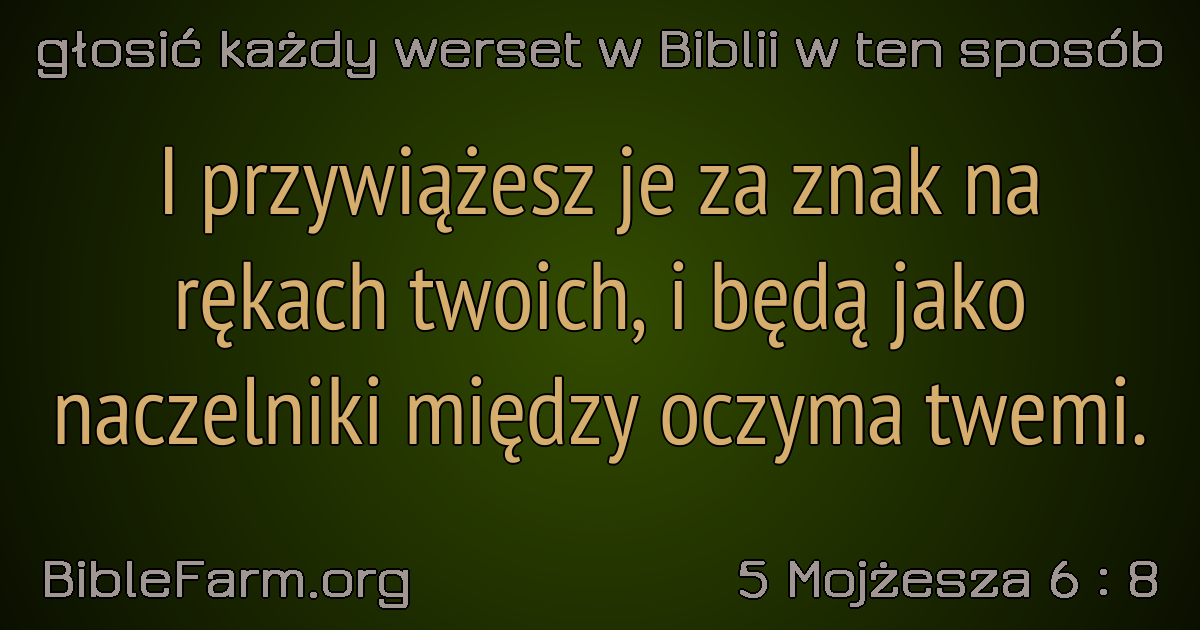 głosić każdy werset w Biblii w ten sposób
I przywiążesz je za znak na
rękach twoich, i będą jako
naczelniki między oczyma twemi.
BibleFarm.org
5 Mojżesza 6 : 8